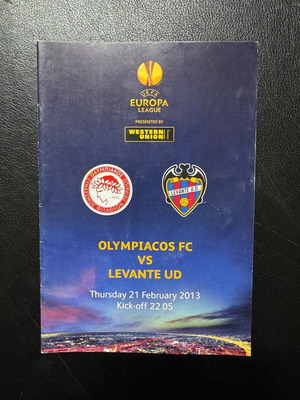 UEFA
EUROPA
LEAGUE
PRESENTED BY
WESTERN
UNION
LEVANTE U.D.
OLYMPIACOS FC
VS
LEVANTE UD
Thursday 21 February 2013
Kick-off 22.05